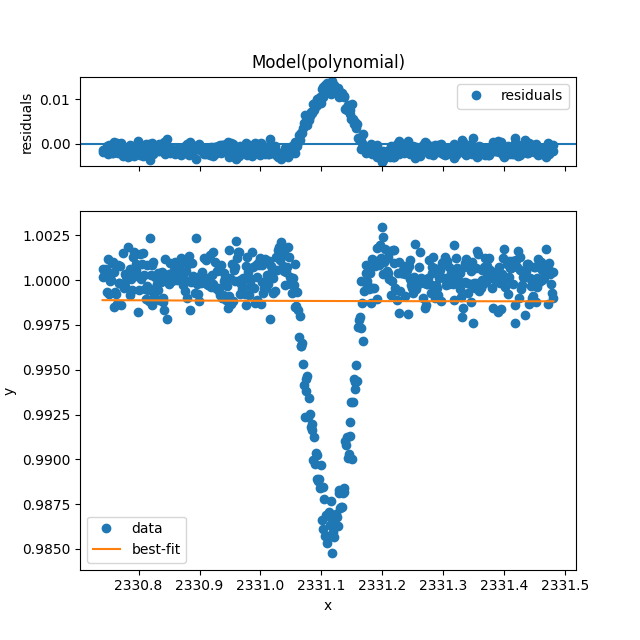 Model(polynomial)
residuals
0.01
0.00
residuals
1.0025
1.0000
0.9975
0.9950
0.9925
0.9900
0.9875
0.9850
y
data
best-fit
2330.8 2330.9 2331.0 2331.1 2331.2 2331.3 2331.4 2331.5
x